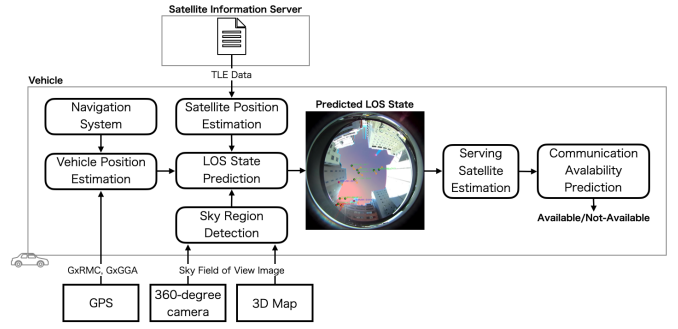 Satellite Information Server
TLE Data
Vehicle
Navigation
System
Satellite Position
Estimation
Predicted LOS State
Vehicle Position
Estimation
LOS State
Prediction
Serving
Satellite
Estimation
Communication
Avalability
Prediction
Sky Region
Detection
Available/Not-Available
GxRMC, GxGGA
Sky Field of View Image
GPS
360-degree
camera
3D Map